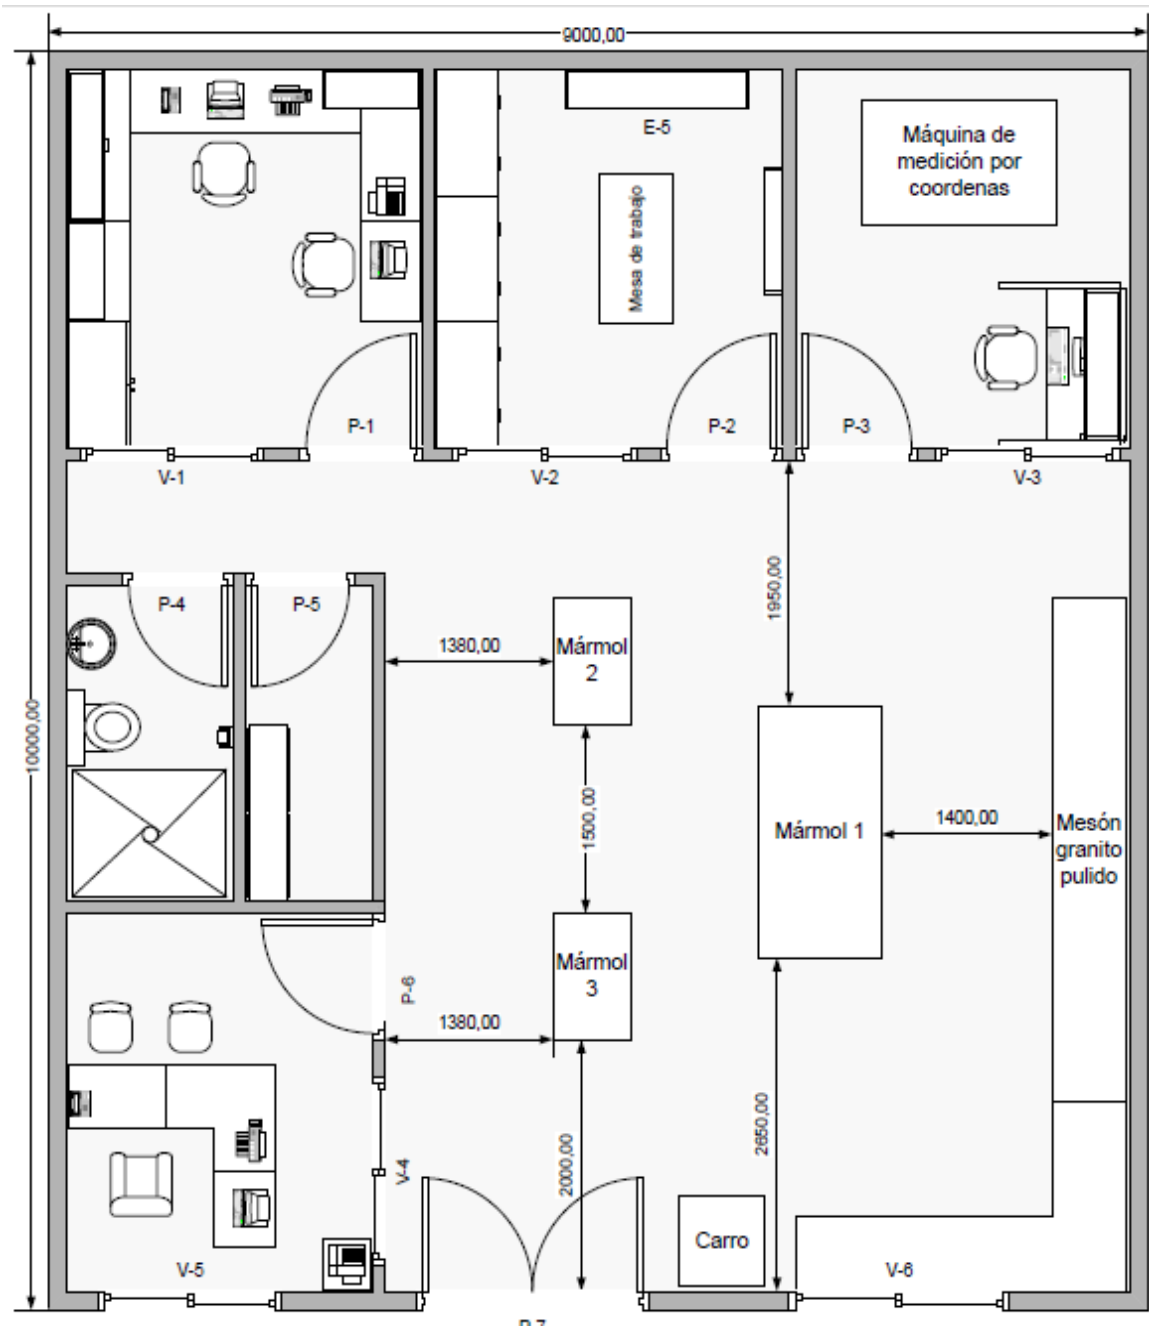 9000,00
E-5
Máquina de
medición por
coordenas
Mesa de trabajo
P-1
P-2
P-3
V-1
V-2
V-3
P-4
P-5
1950,00
1380,00
Mármol
2
10000,00
1500,00
Mármol 1
1400,00
Mesón
granito
pulido
Mármol
3
P-6
1380,00
2650,00
2000,00
V-4
Carro
V-5
V-6
P-7